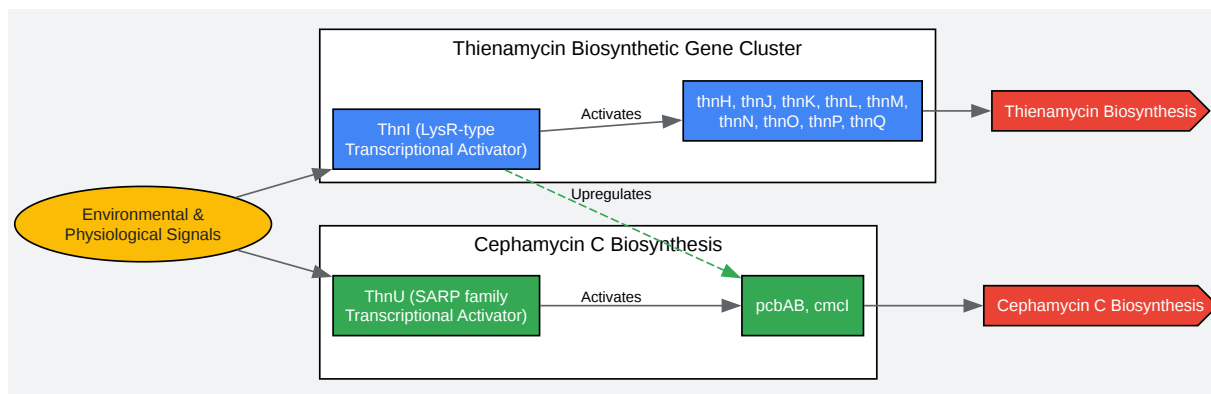 Thienamycin Biosynthetic Gene Cluster
ThnI (LysR-type
Transcriptional Activator)
Activates
thnH, thnJ, thnK, thnL, thnM,
thnN, thnO, thnP, thnQ
Thienamycin Biosynthesis
Environmental &
Physiological Signals
Upregulates
Cephamycin C Biosynthesis
ThnU (SARP family
Transcriptional Activator)
Activates
pcbAB, cmcI
Cephamycin C Biosynthesis